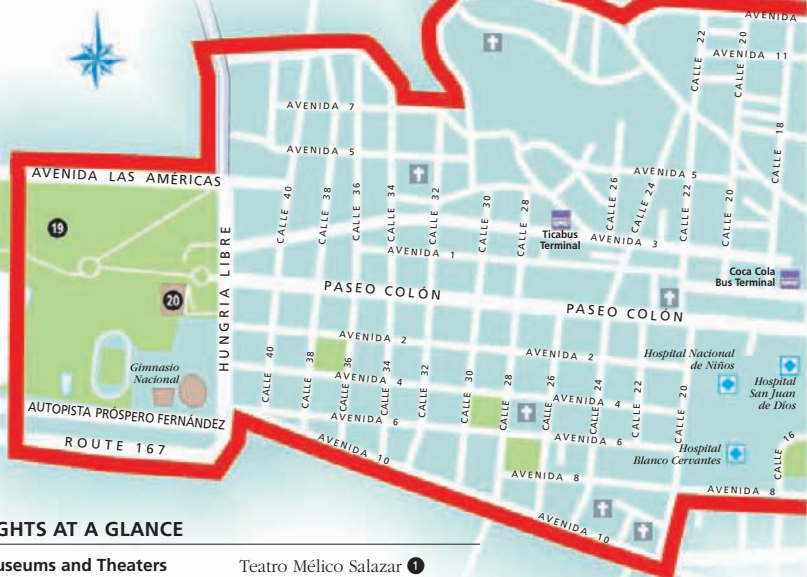 AVENIDA
CALLE 22
CALLE 20
AVENIDA 11
CALLE 18
AVENIDA 7
AVENIDA 5
AVENIDA LAS AMÉRICAS
CALLE 40
CALLE 38
CALLE 36
CALLE 34
CALLE 32
CALLE 30
CALLE 28
CALLE 26
CALLE 24
CALLE 22
CALLE 20
AVENIDA 5
19
Ticabus
Terminal
AVENIDA 3
AVENIDA 1
HUNGRIA LIBRE
Coca Cola
Bus Terminal
PASEO COLÓN
PASEO COLÓN
20
AVENIDA 2
AVENIDA 2
Hospital Nacional
de Niños
Hospital
San Juan
de Díos
Gimnasio
Nacional
CALLE 40
CALLE 38
CALLE 36
CALLE 34
CALLE 32
CALLE 30
CALLE 28
CALLE 26
CALLE 24
CALLE 22
CALLE 20
AVENIDA 4
AVENIDA 4
AUTOPISTA PRÓSPERO FERNÁNDEZ
AVENIDA 6
AVENIDA 6
ROUTE 167
AVENIDA 10
Hospital
Blanco Cervantes
CALLE 16
AVENIDA 8
AVENIDA 8
AVENIDA 10
GHTS AT A GLANCE
useums and Theaters
Teatro Mélico Salazar 1